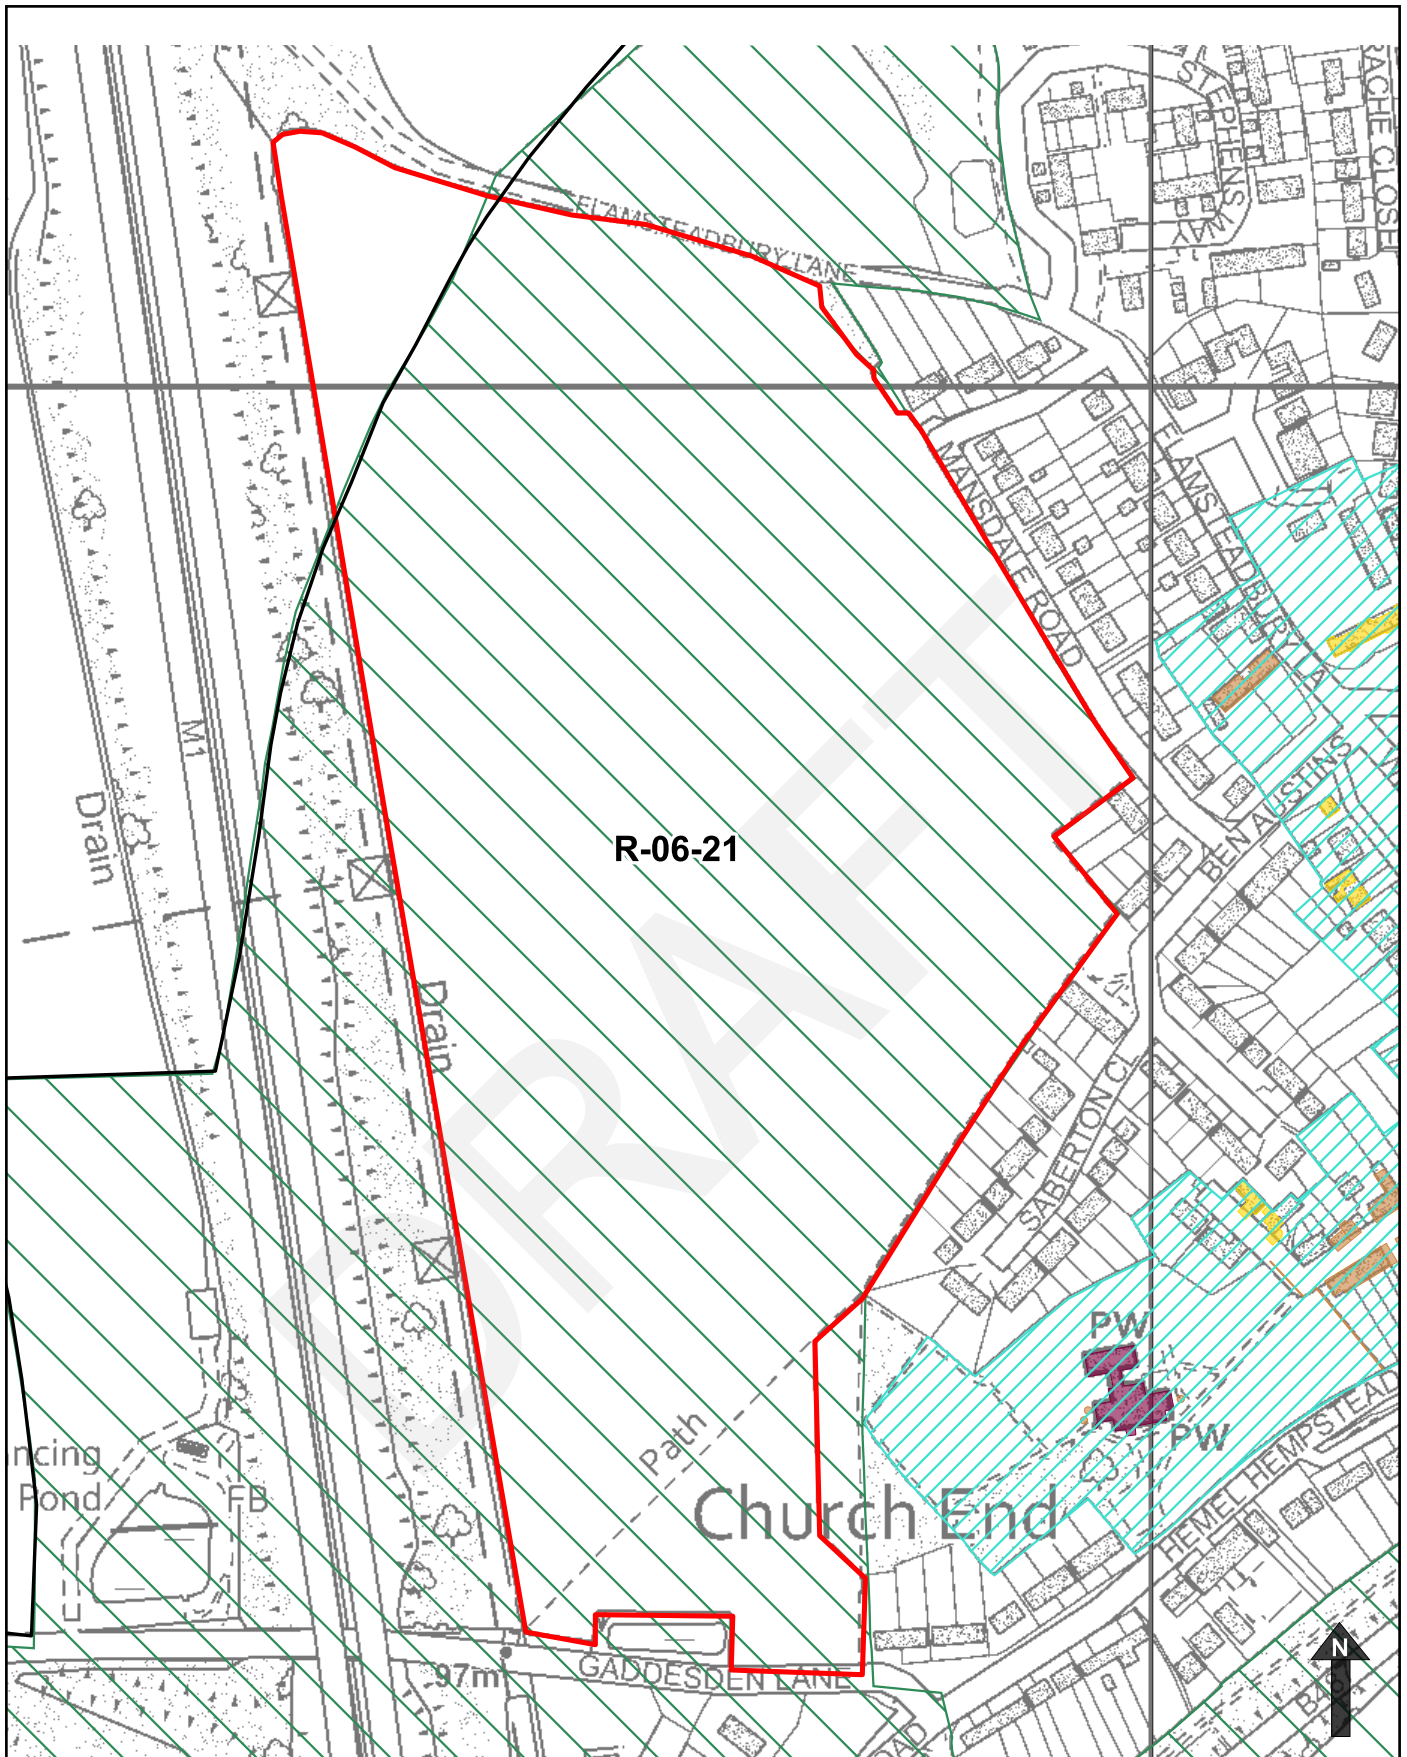 STEPHENS WAY
RACHE CLOSE
FLAMSTEADBURY LANE
MANSDALE ROAD
FLAMSTEADBURY LA
M1
Drain
R-06-21
BEN AUSTINS
Drain
SABERTON CL
DRAFT
PW
PW
Path
Church End
HEMEL HEMPSTEAD
ncing
Pond
FB
97m
GADDESDEN LANE
N